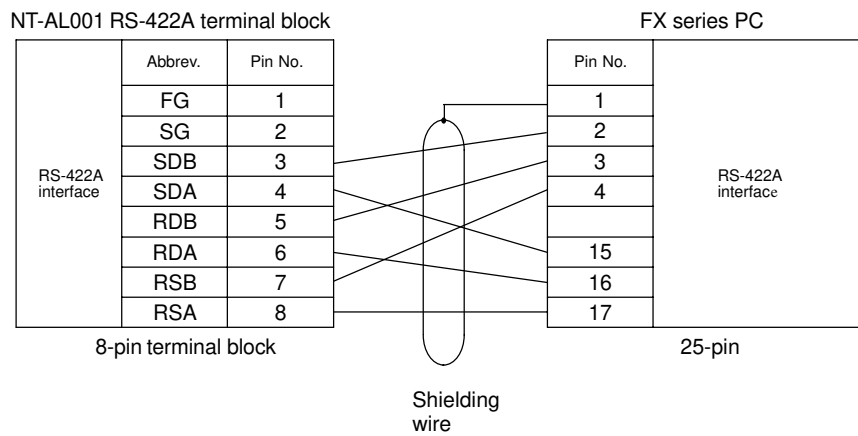 NT-AL001 RS-422A terminal block
FX series PC
Abbrev. Pin No.
Pin No.
FG 1
1
SG 2
2
SDB 3
3
RS-422A
interface
SDA 4
4
RS-422A
interface
RDB 5
RDA 6
15
RSB 7
16
RSA 8
17
8-pin terminal block
25-pin
Shielding
wire